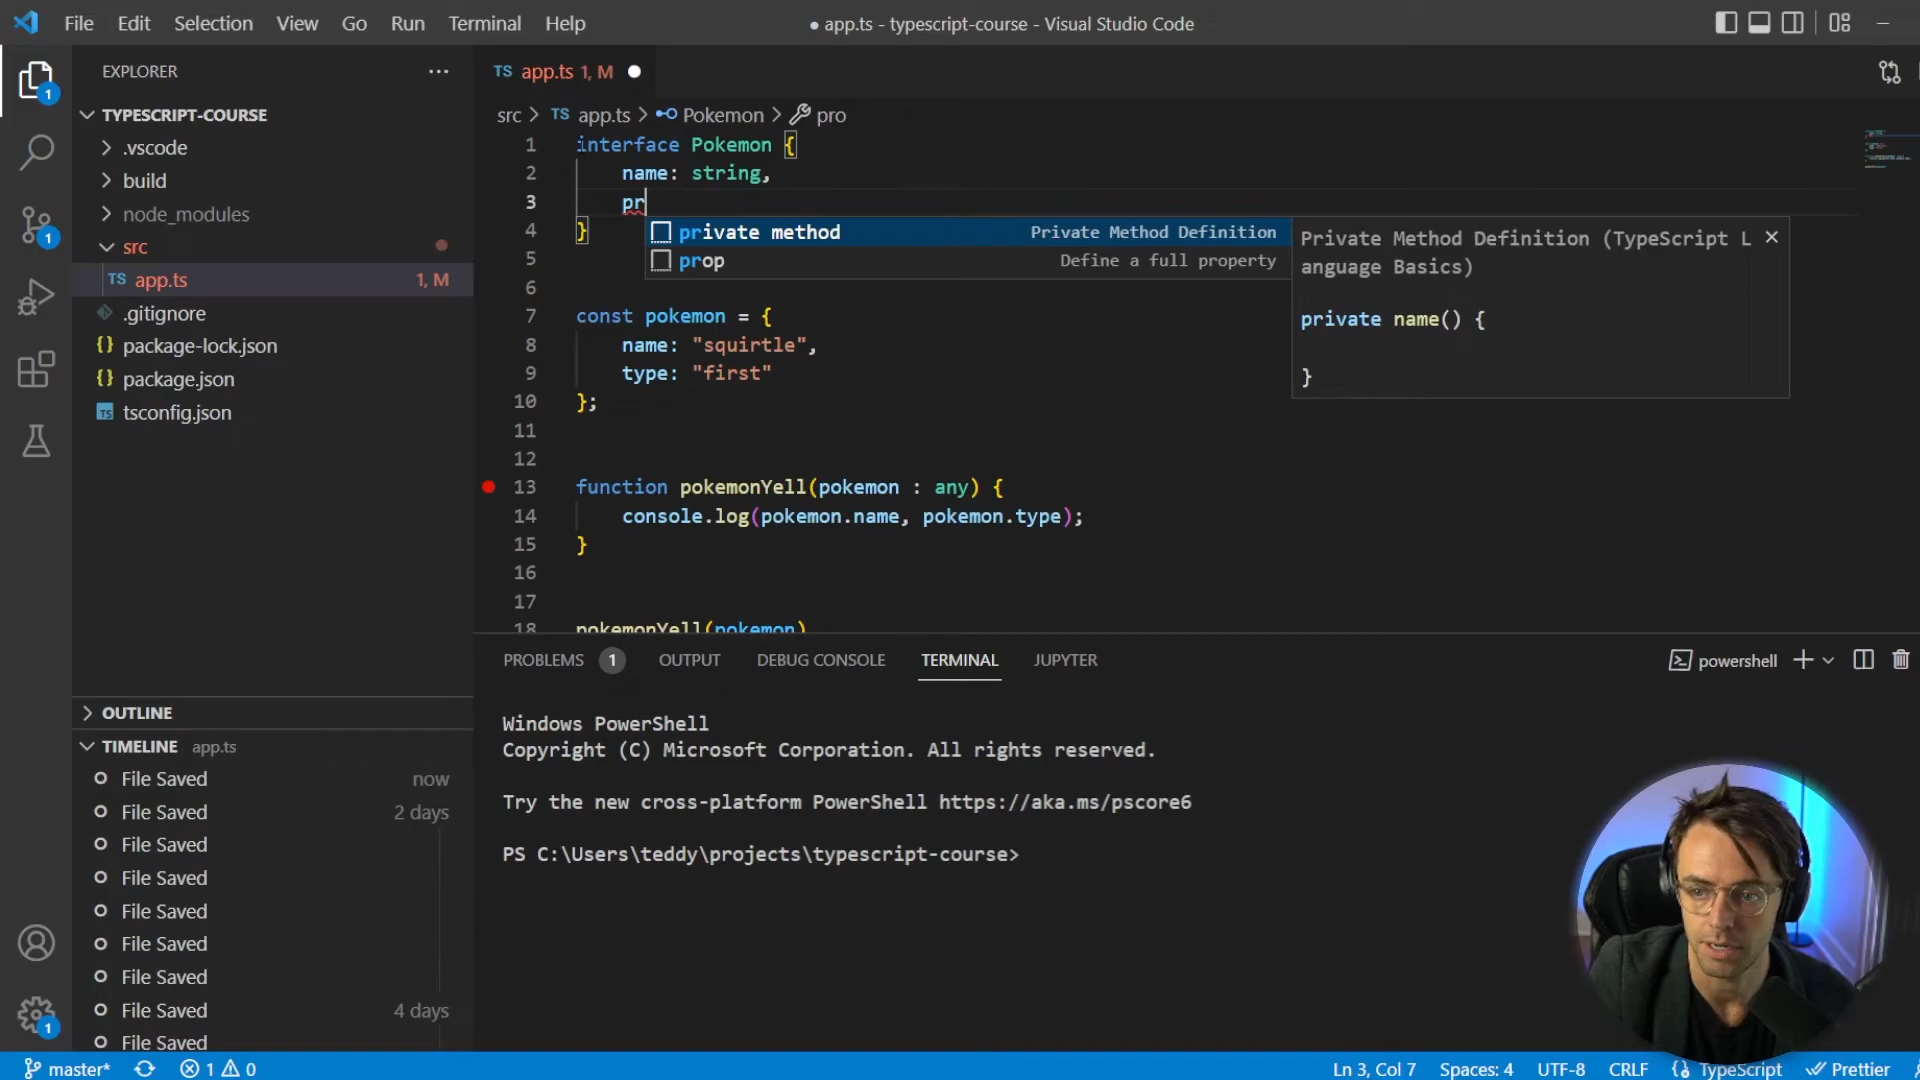 File Edit Selection View Go Run Terminal Help
● app.ts - typescript-course - Visual Studio Code
EXPLORER
TYPESCRIPT-COURSE
.vscode
build
node_modules
src
TS app.ts 1, M
.gitignore
{} package-lock.json
{} package.json
TS tsconfig.json
OUTLINE
TIMELINE app.ts
File Saved now
File Saved 2 days
File Saved
File Saved
File Saved
File Saved
File Saved
File Saved 4 days
File Saved
1
1
1
TS app.ts 1, M
src > TS app.ts > Pokemon > pro
1 interface Pokemon {
2 name: string,
3 pr
4 }
5
6
7 const pokemon = {
8 name: "squirtle",
9 type: "first"
10 };
11
12
13 function pokemonYell(pokemon : any) {
14 console.log(pokemon.name, pokemon.type);
15 }
16
17
18 pokemonYell(pokemon)
private method Private Method Definition
prop Define a full property
Private Method Definition (TypeScript L
anguage Basics)
private name() {
}
PROBLEMS 1 OUTPUT DEBUG CONSOLE TERMINAL JUPYTER
powershell
Windows PowerShell
Copyright (C) Microsoft Corporation. All rights reserved.
Try the new cross-platform PowerShell https://aka.ms/pscore6
PS C:\Users\teddy\projects\typescript-course>
master* 1 0
Ln 3, Col 7 Spaces: 4 UTF-8 CRLF {} TypeScript Prettier